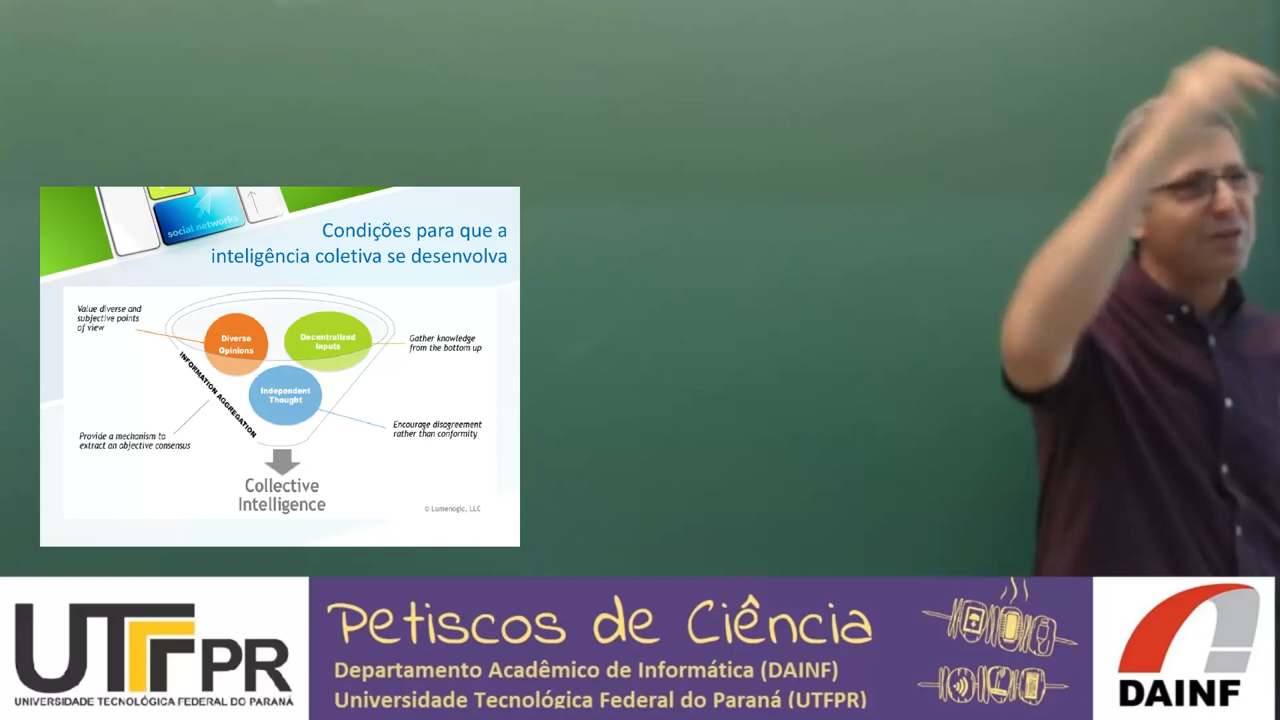 social networks
Condições para que a
inteligência coletiva se desenvolva
Value diverse and
subjective points
of view
Diverse
Opinions
Decentralized
Inputs
Gather knowledge
from the bottom up
Independent
Thought
INFORMATION AGGREGATION
Encourage disagreement
rather than conformity
Provide a mechanism to
extract an objective consensus
Collective
Intelligence
© Lumenogic, LLC
UTFPR
UNIVERSIDADE TECNOLÓGICA FEDERAL DO PARANÁ
Petiscos de Ciência
Departamento Acadêmico de Informática (DAINF)
Universidade Tecnológica Federal do Paraná (UTFPR)
DAINF